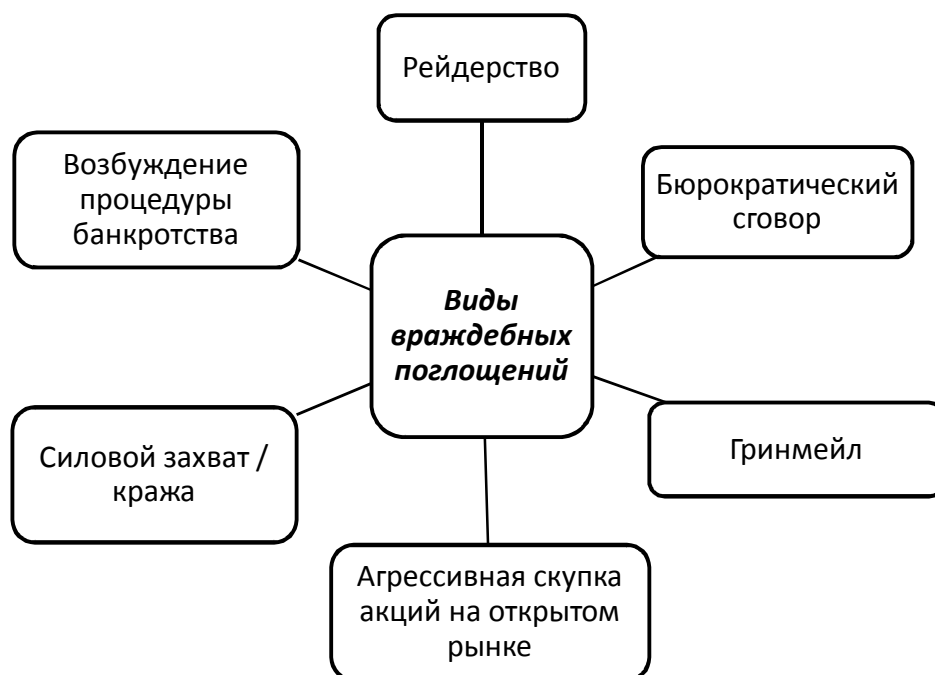 Рейдерство
Возбуждение
процедуры
банкротства
Бюрократический
сговор
Виды
враждебных
поглощений
Силовой захват /
кража
Гринмейл
Агрессивная скупка
акций на открытом
рынке